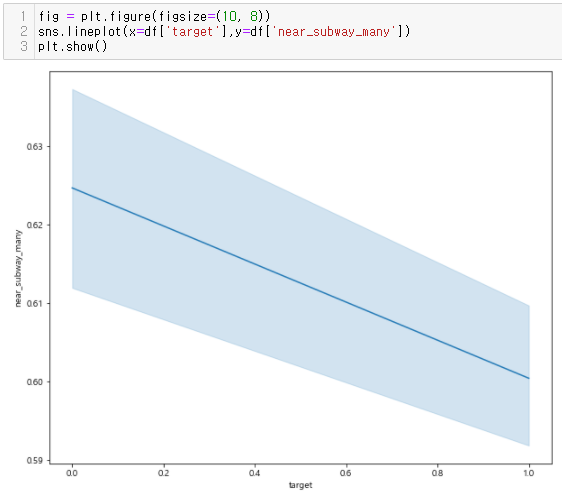 1 fig = plt.figure(figsize=(10, 8))
2 sns.lineplot(x=df['target'],y=df['near_subway_many'])
3 plt.show()
0.63
0.62
0.61
0.60
0.59
near_subway_many
0.0 0.2 0.4 0.6 0.8 1.0
target